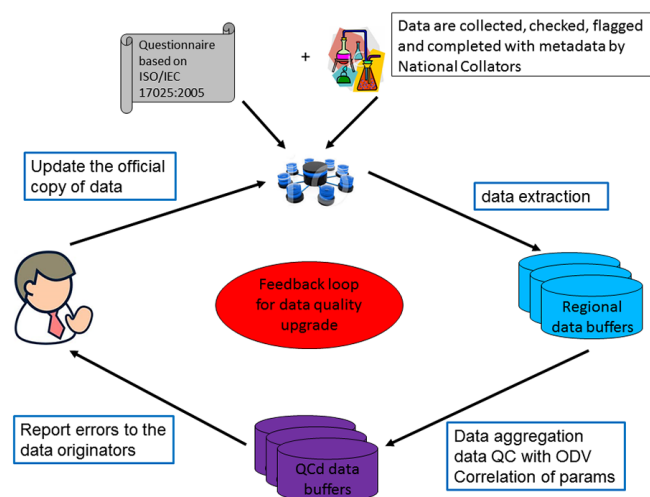 Questionnaire
based on
ISO/IEC
17025:2005
+
Data are collected, checked, flagged
and completed with metadata by
National Collators
Update the official
copy of data
data extraction
Feedback loop
for data quality
upgrade
Regional
data buffers
Report errors to the
data originators
QCd data
buffers
Data aggregation
data QC with ODV
Correlation of params